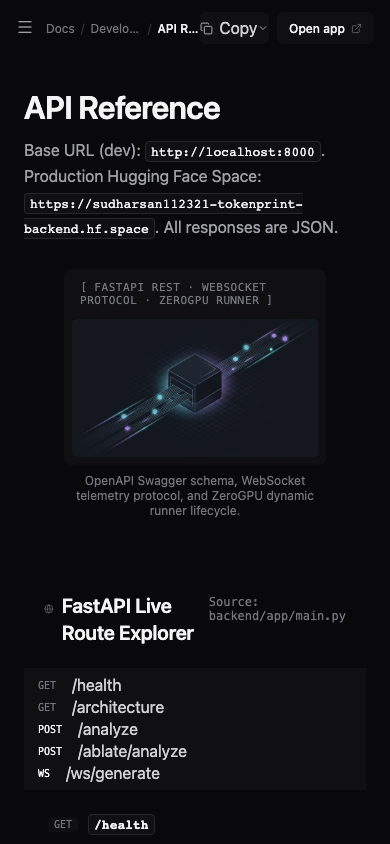 Docs / Develo... / API R... Copy Open app
API Reference
Base URL (dev): http://localhost:8000.
Production Hugging Face Space:
https://sudharsan112321-tokenprint-
backend.hf.space. All responses are JSON.
[ FASTAPI REST · WEBSOCKET
PROTOCOL · ZEROGPU RUNNER ]
OpenAPI Swagger schema, WebSocket
telemetry protocol, and ZeroGPU dynamic
runner lifecycle.
FastAPI Live
Route Explorer
Source:
backend/app/main.py
GET /health
GET /architecture
POST /analyze
POST /ablate/analyze
WS /ws/generate
GET /health